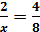 2/x = 4/8